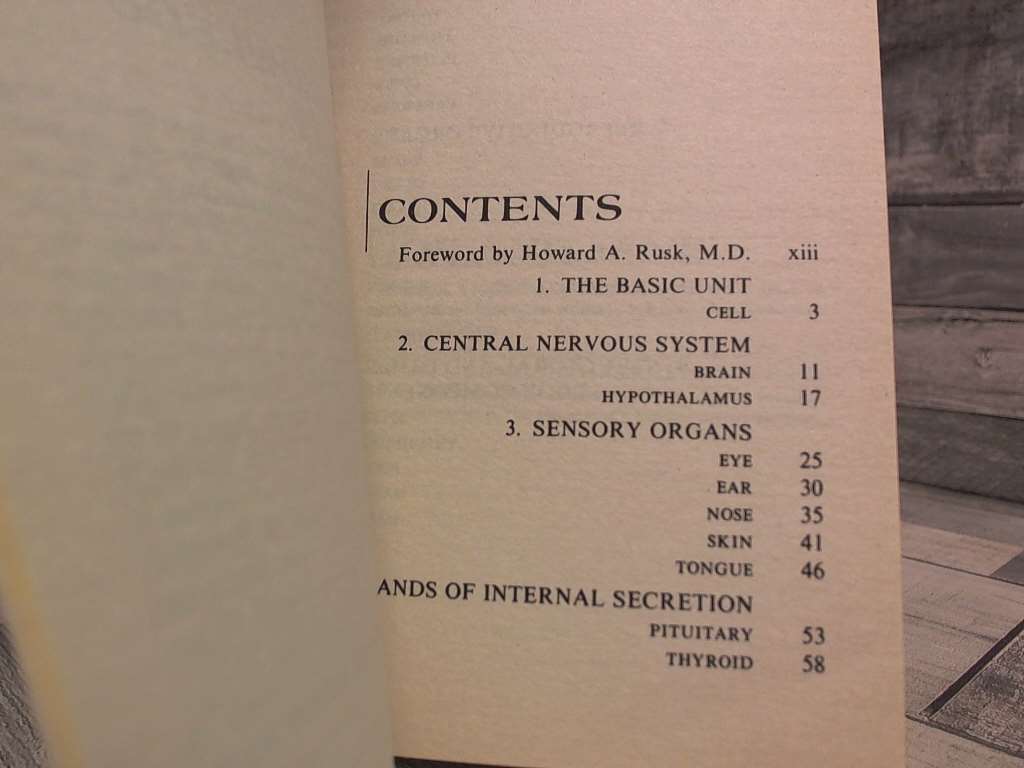 CONTENTS
Foreword by Howard A. Rusk, M.D. xiii
1. THE BASIC UNIT
CELL 3
2. CENTRAL NERVOUS SYSTEM
BRAIN 11
HYPOTHALAMUS 17
3. SENSORY ORGANS
EYE 25
EAR 30
NOSE 35
SKIN 41
TONGUE 46
ANDS OF INTERNAL SECRETION
PITUITARY 53
THYROID 58